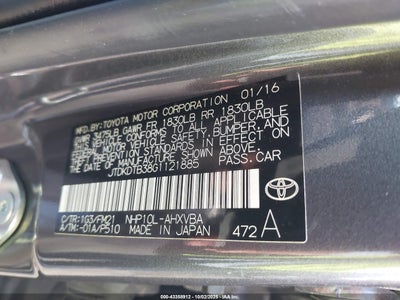 MFD. BY: TOYOTA MOTOR CORPORATION 01/16
GVWR 3479LB GAWR FR 1830LB RR 1830LB
THIS VEHICLE CONFORMS TO ALL APPLICABLE
FEDERAL MOTOR VEHICLE SAFETY, BUMPER, AND
THEFT PREVENTION STANDARDS IN EFFECT ON
THE DATE OF MANUFACTURE SHOWN ABOVE.
JTDKDTB38G1121885 PASS.CAR
TOYOTA
C/TR:1G3/FM21 NHP10L-AHXVBA
A/TM:-01A/P510 MADE IN JAPAN 472A
000-43358912 - 10/02/2025 - IAA